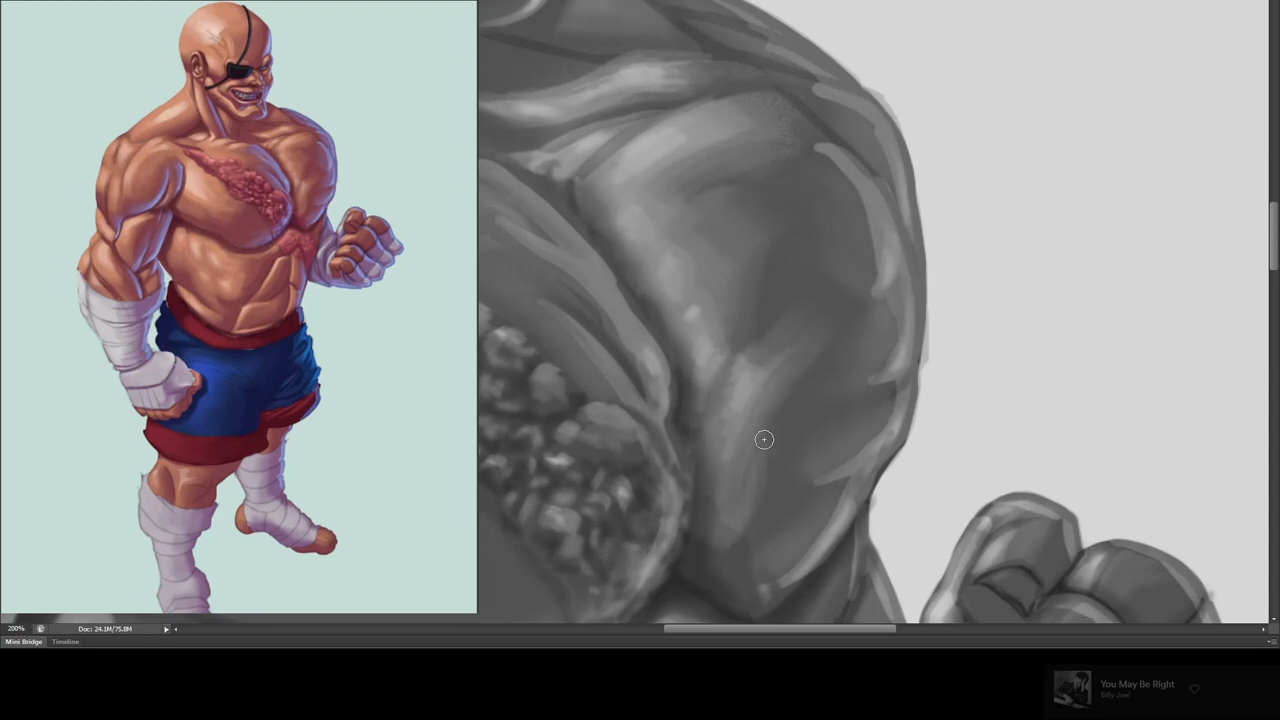 200%
Doc: 24.1M/75.8M
Mini Bridge
Timeline
You May Be Right
Billy Joel